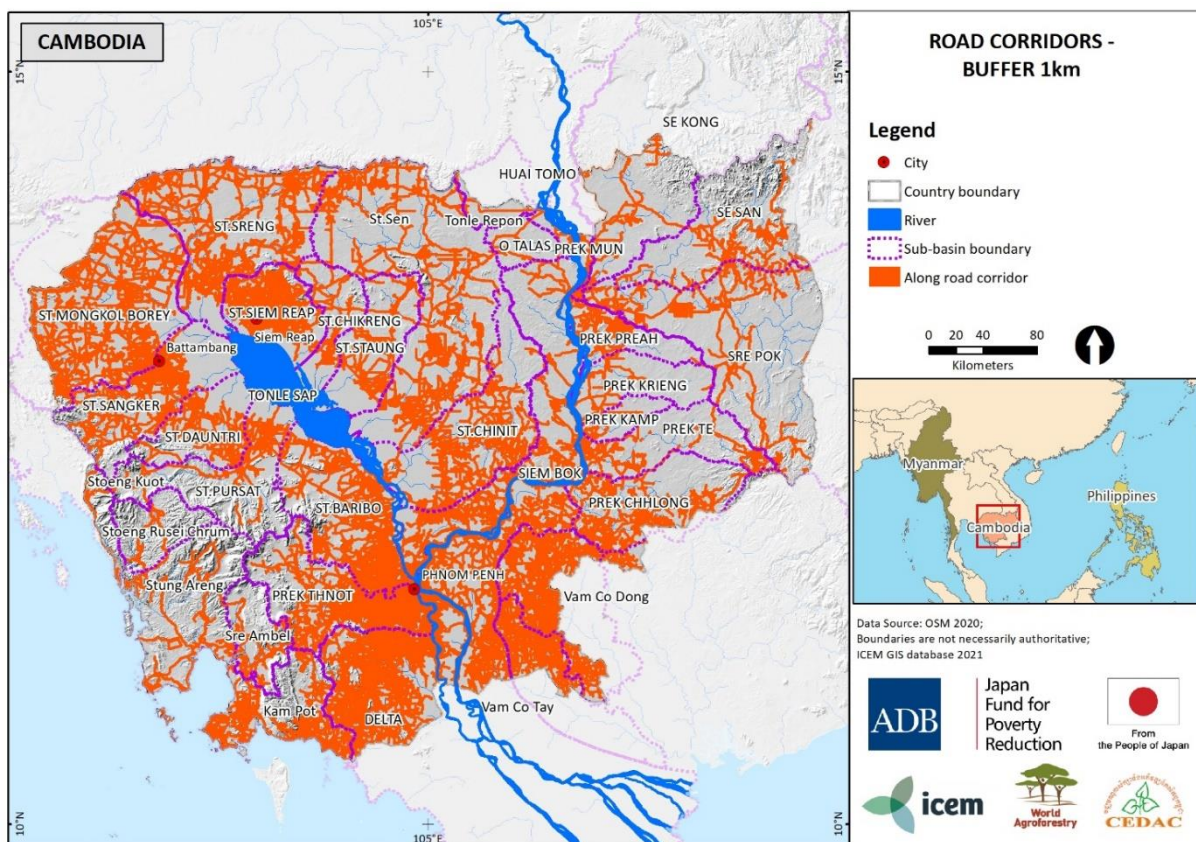 CAMBODIA
105°E
15°N
SE KONG
HUAI TOMO
SE SAN
ST.SRENG
St.Sen
Tonle Repon
O TALAS
PREK MUN
ST.MONGKOL BOREY
ST.SIEM REAP
Siem Reap
ST.CHIKRENG
ST.STAUNG
Battambang
PREK PREAH
SRE POK
TONLE SAP
PREK KRIENG
ST.SANGKER
PREK KAMP
PREK TE
ST.DAUNTRI
ST.CHINIT
SIEM BOK
Stoeng Kuot
ST.PURSAT
ST.BARIBO
PREK CHHLONG
Stoeng Rusei Chrum
Stung Areng
PREK THNOT
PHNOM PENH
Vam Co Dong
Sre Ambel
Kam Pot
DELTA
Vam Co Tay
10°N
10°N
105°E
ROAD CORRIDORS -
BUFFER 1km
Legend
City
Country boundary
River
Sub-basin boundary
Along road corridor
0 20 40 80
Kilometers
Myanmar
Philippines
Cambodia
Data Source: OSM 2020;
Boundaries are not necessarily authoritative;
ICEM GIS database 2021
ADB
Japan
Fund for
Poverty
Reduction
From
the People of Japan
icem
World
Agroforestry
CEDAC